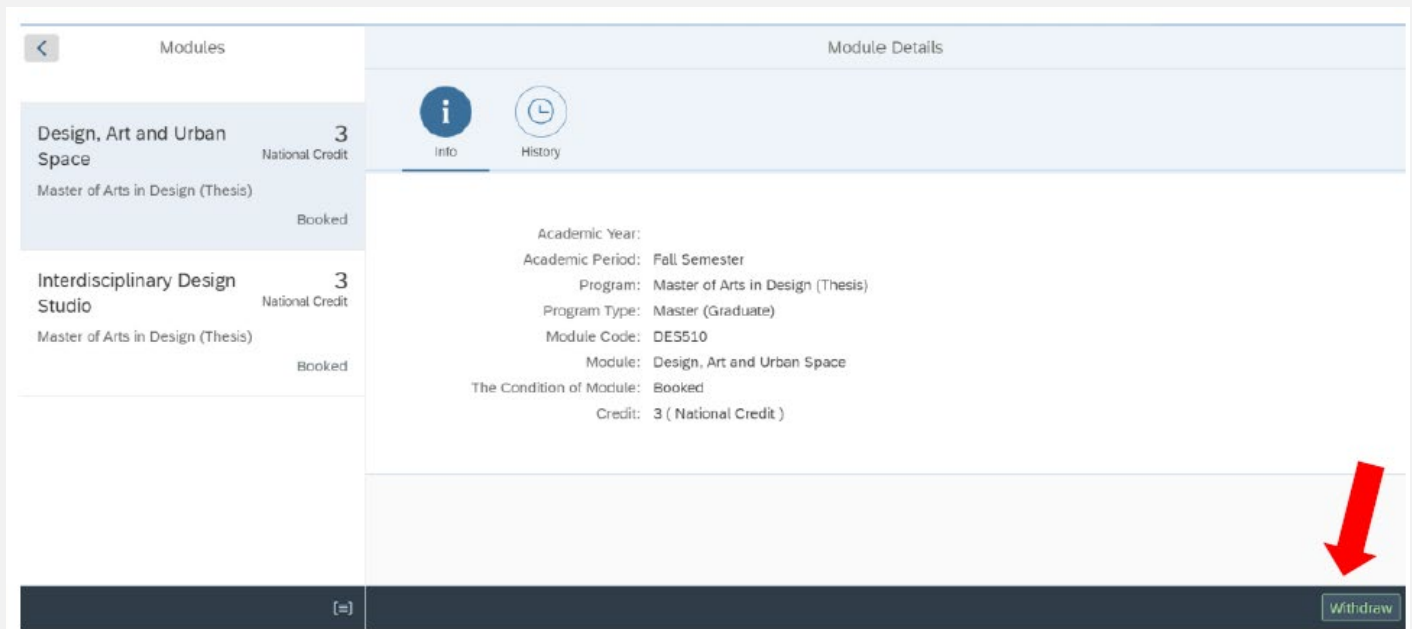 Modules
Design, Art and Urban 3
Space National Credit
Master of Arts in Design (Thesis)
Booked
Interdisciplinary Design 3
Studio National Credit
Master of Arts in Design (Thesis)
Booked
Module Details
i
Info History
Academic Year:
Academic Period: Fall Semester
Program: Master of Arts in Design (Thesis)
Program Type: Master (Graduate)
Module Code: DES510
Module: Design, Art and Urban Space
The Condition of Module: Booked
Credit: 3 ( National Credit )
Withdraw